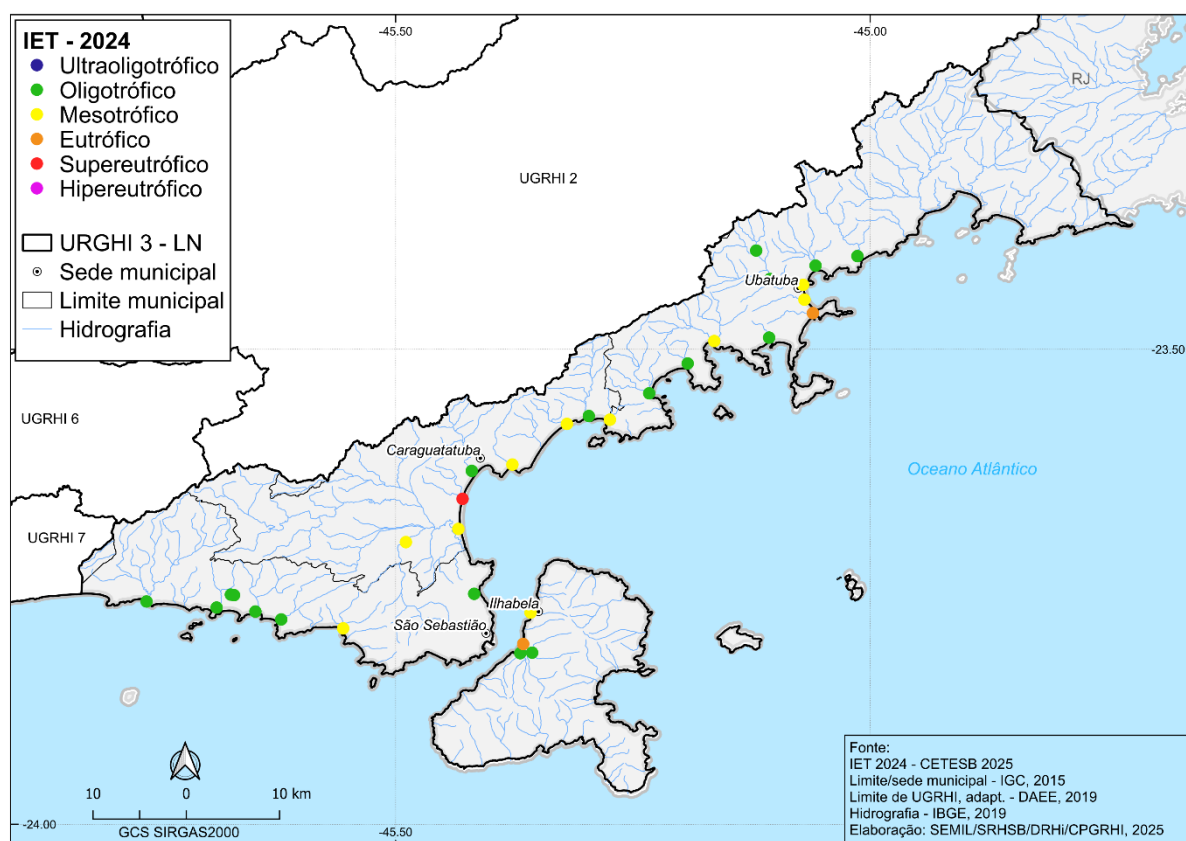 IET - 2024
Ultraoligotrófico
Oligotrófico
Mesotrófico
Eutrófico
Supereutrófico
Hipereutrófico
URGHI 3 - LN
Sede municipal
Limite municipal
Hidrografia
-45.50
-45.00
RJ
UGRHI 2
Ubatuba
-23.50
UGRHI 6
Caraguatatuba
Oceano Atlântico
UGRHI 7
Ilhabela
São Sebastião
10 0 10 km
GCS SIRGAS2000
-24.00
-45.50
-45.00
Fonte:
IET 2024 - CETESB 2025
Limite/sede municipal - IGC, 2015
Limite de UGRHI, adapt. - DAEE, 2019
Hidrografia - IBGE, 2019
Elaboração: SEMIL/SRHSB/DRHi/CPGRHI, 2025